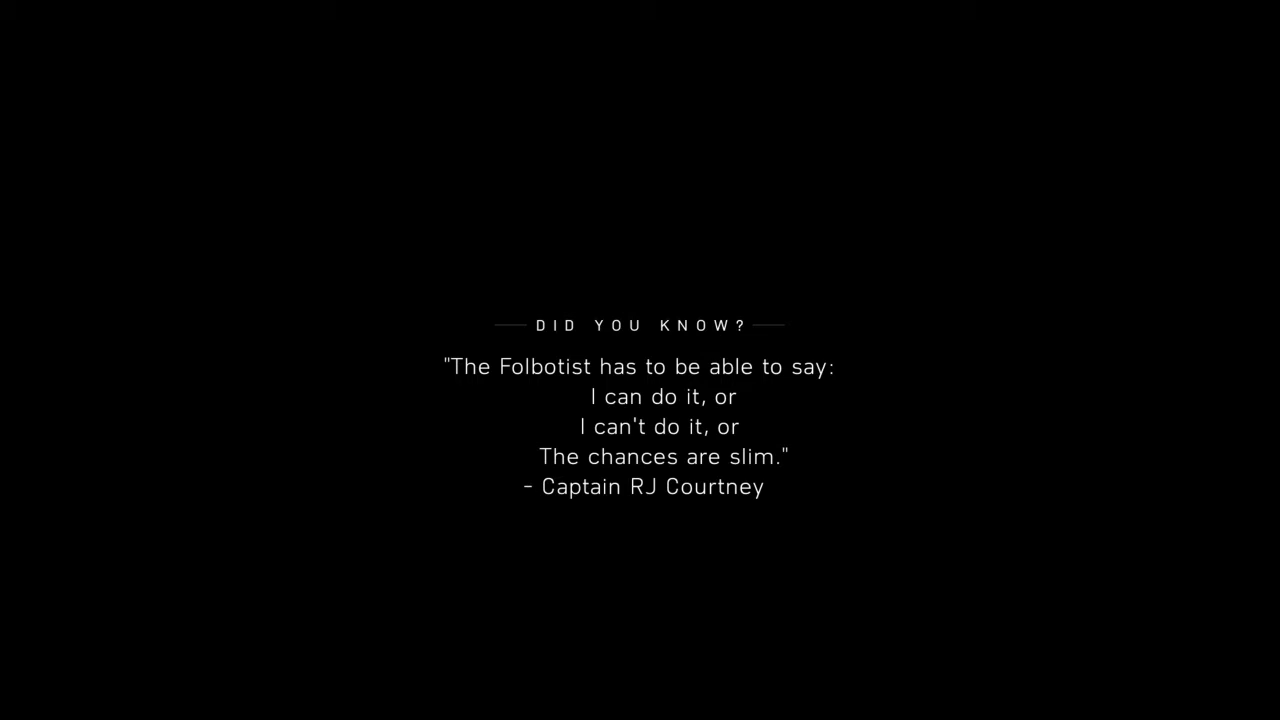 DID YOU KNOW?
"The Folbotist has to be able to say:
I can do it, or
I can't do it, or
The chances are slim."
- Captain RJ Courtney